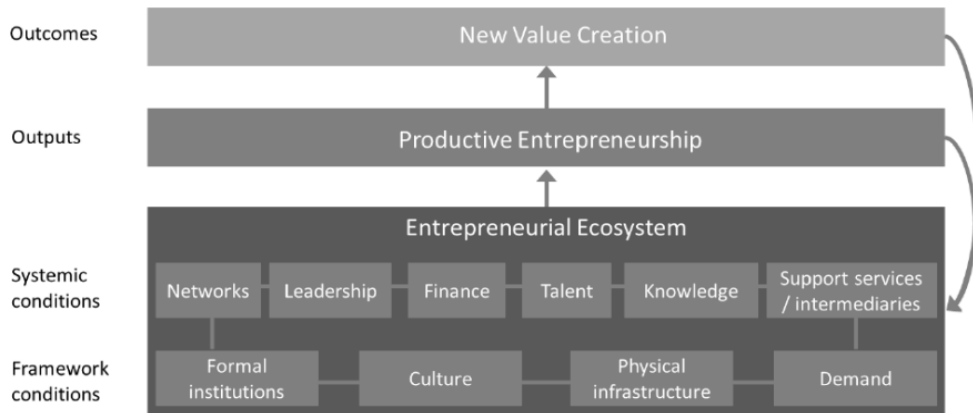 Outcomes
New Value Creation
Outputs
Productive Entrepreneurship
Entrepreneurial Ecosystem
Systemic
conditions
Networks
Leadership
Finance
Talent
Knowledge
Support services
/ intermediaries
Framework
conditions
Formal
institutions
Culture
Physical
infrastructure
Demand